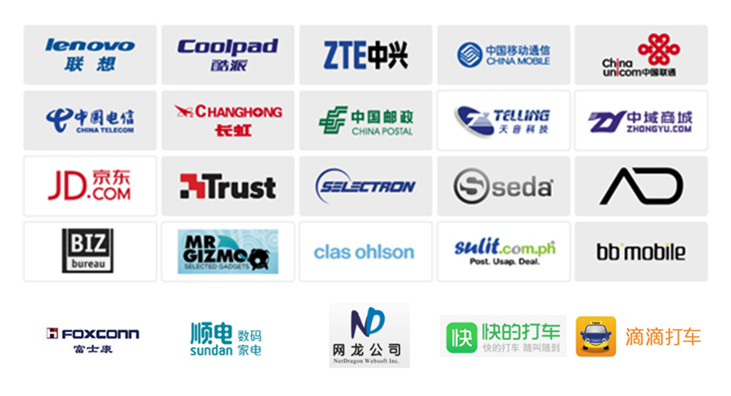 lenovo
联想
Coolpad
酷派
ZTE中兴
中国移动通信
CHINA MOBILE
China
unicom中国联通
中国电信
CHINA TELECOM
CHANGHONG
长虹
中国邮政
CHINA POSTAL
TELLING
天音科技
ZY 中域商城
ZHONGYU.COM
JD 京东
.COM
Trust
SELECTRON
S seda
AD
BIZ
bureau
MR
GIZMO
SELECTED GADGETS
clas ohlson
sulit.com.ph
Post. Usap. Deal.
bb mobile
FOXCONN
富士康
顺电 数码
sundan 家电
ND
网龙公司
NetDragon Websoft Inc.
快 快的打车
快的打车 随叫随到
滴滴打车